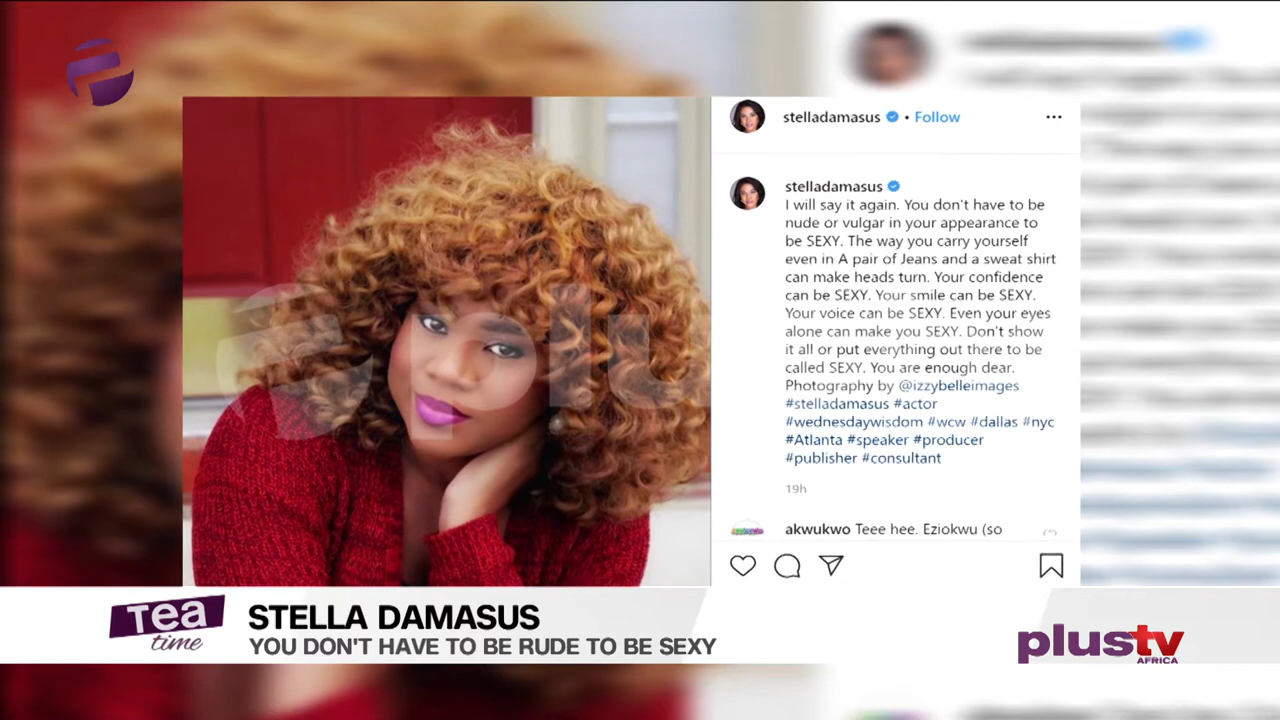 stelladamasus • Follow
stelladamasus
I will say it again. You don't have to be
nude or vulgar in your appearance to
be SEXY. The way you carry yourself
even in A pair of Jeans and a sweat shirt
can make heads turn. Your confidence
can be SEXY. Your smile can be SEXY.
Your voice can be SEXY. Even your eyes
alone can make you SEXY. Don't show
it all or put everything out there to be
called SEXY. You are enough dear.
Photography by @izzybelleimages
#stelladamasus #actor
#wednesdaywisdom #wcw #dallas #nyc
#Atlanta #speaker #producer
#publisher #consultant
19h
akwukwo Teee hee. Eziokwu (so
plu
Tea
time
STELLA DAMASUS
YOU DON'T HAVE TO BE RUDE TO BE SEXY
plustv
AFRICA